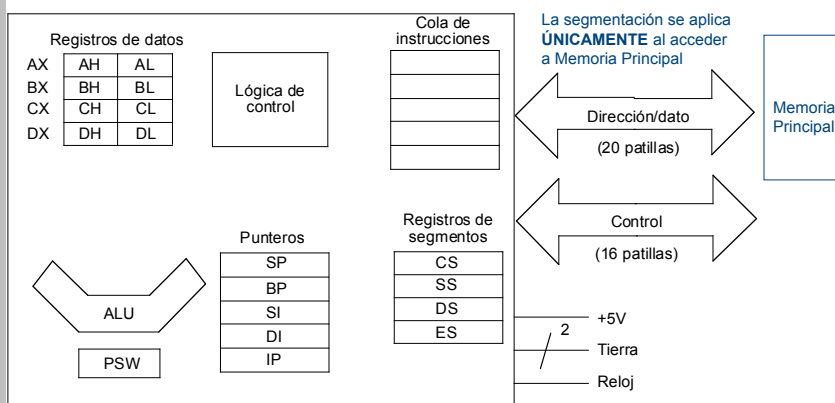 Registros de datos
AX AH AL
BX BH BL
CX CH CL
DX DH DL
Lógica de
control
Cola de
instrucciones
La segmentación se aplica
ÚNICAMENTE al acceder
a Memoria Principal
Dirección/dato
(20 patillas)
Memoria
Principal
Control
(16 patillas)
ALU
PSW
Punteros
SP
BP
SI
DI
IP
Registros de
segmentos
CS
SS
DS
ES
+5V
2
Tierra
Reloj